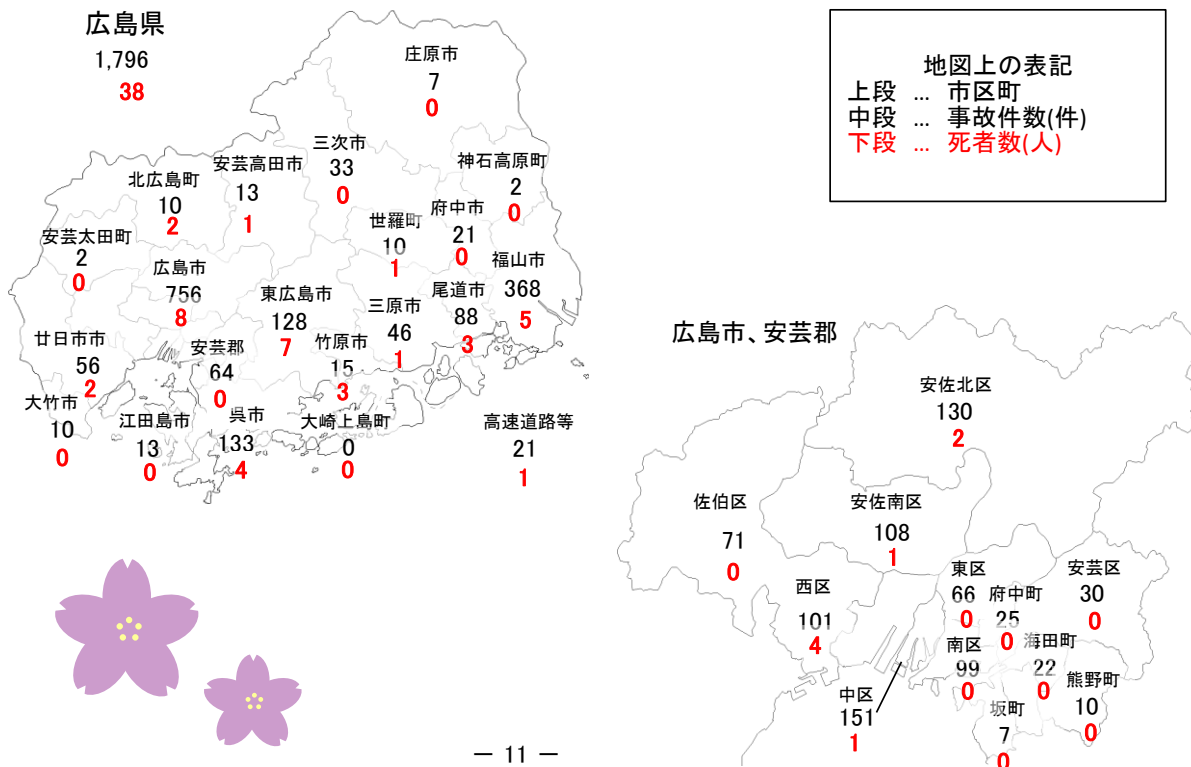 広島県
1,796
38
庄原市
7
0
三次市
33
0
安芸高田市
13
1
神石高原町
2
0
北広島町
10
2
府中市
21
0
世羅町
10
1
安芸太田町
2
0
福山市
368
5
広島市
756
8
東広島市
128
7
尾道市
88
3
三原市
46
1
廿日市市
56
2
安芸郡
64
0
竹原市
15
3
大竹市
10
0
江田島市
13
0
呉市
133
4
大崎上島町
0
0
高速道路等
21
1
地図上の表記
上段 … 市区町
中段 … 事故件数(件)
下段 … 死者数(人)
広島市、安芸郡
安佐北区
130
2
佐伯区
71
0
安佐南区
108
1
東区
66
0
安芸区
30
0
西区
101
4
府中町
25
0
南区
99
0
海田町
22
0
熊野町
10
0
中区
151
1
坂町
7
0
― 11 ―